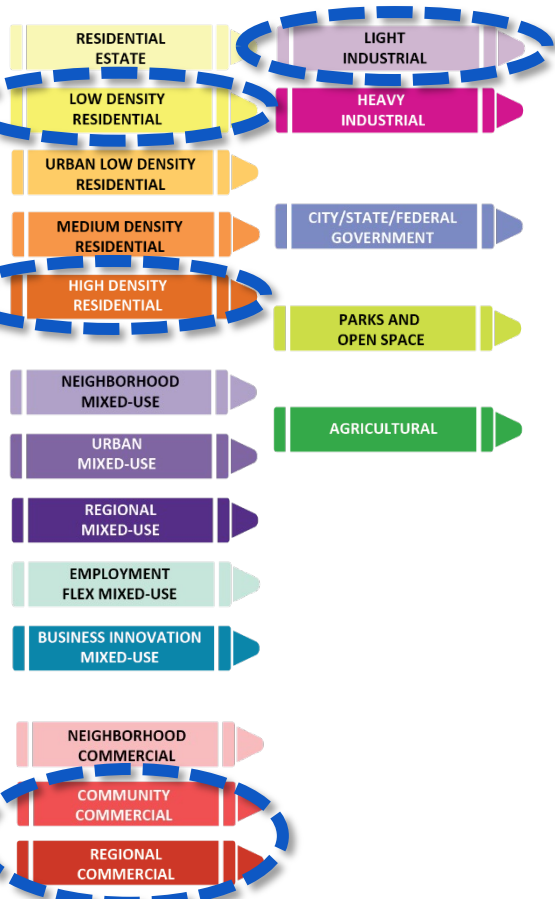 RESIDENTIAL
ESTATE
LOW DENSITY
RESIDENTIAL
URBAN LOW DENSITY
RESIDENTIAL
MEDIUM DENSITY
RESIDENTIAL
HIGH DENSITY
RESIDENTIAL
NEIGHBORHOOD
MIXED-USE
URBAN
MIXED-USE
REGIONAL
MIXED-USE
EMPLOYMENT
FLEX MIXED-USE
BUSINESS INNOVATION
MIXED-USE
NEIGHBORHOOD
COMMERCIAL
COMMUNITY
COMMERCIAL
REGIONAL
COMMERCIAL
LIGHT
INDUSTRIAL
HEAVY
INDUSTRIAL
CITY/STATE/FEDERAL
GOVERNMENT
PARKS AND
OPEN SPACE
AGRICULTURAL